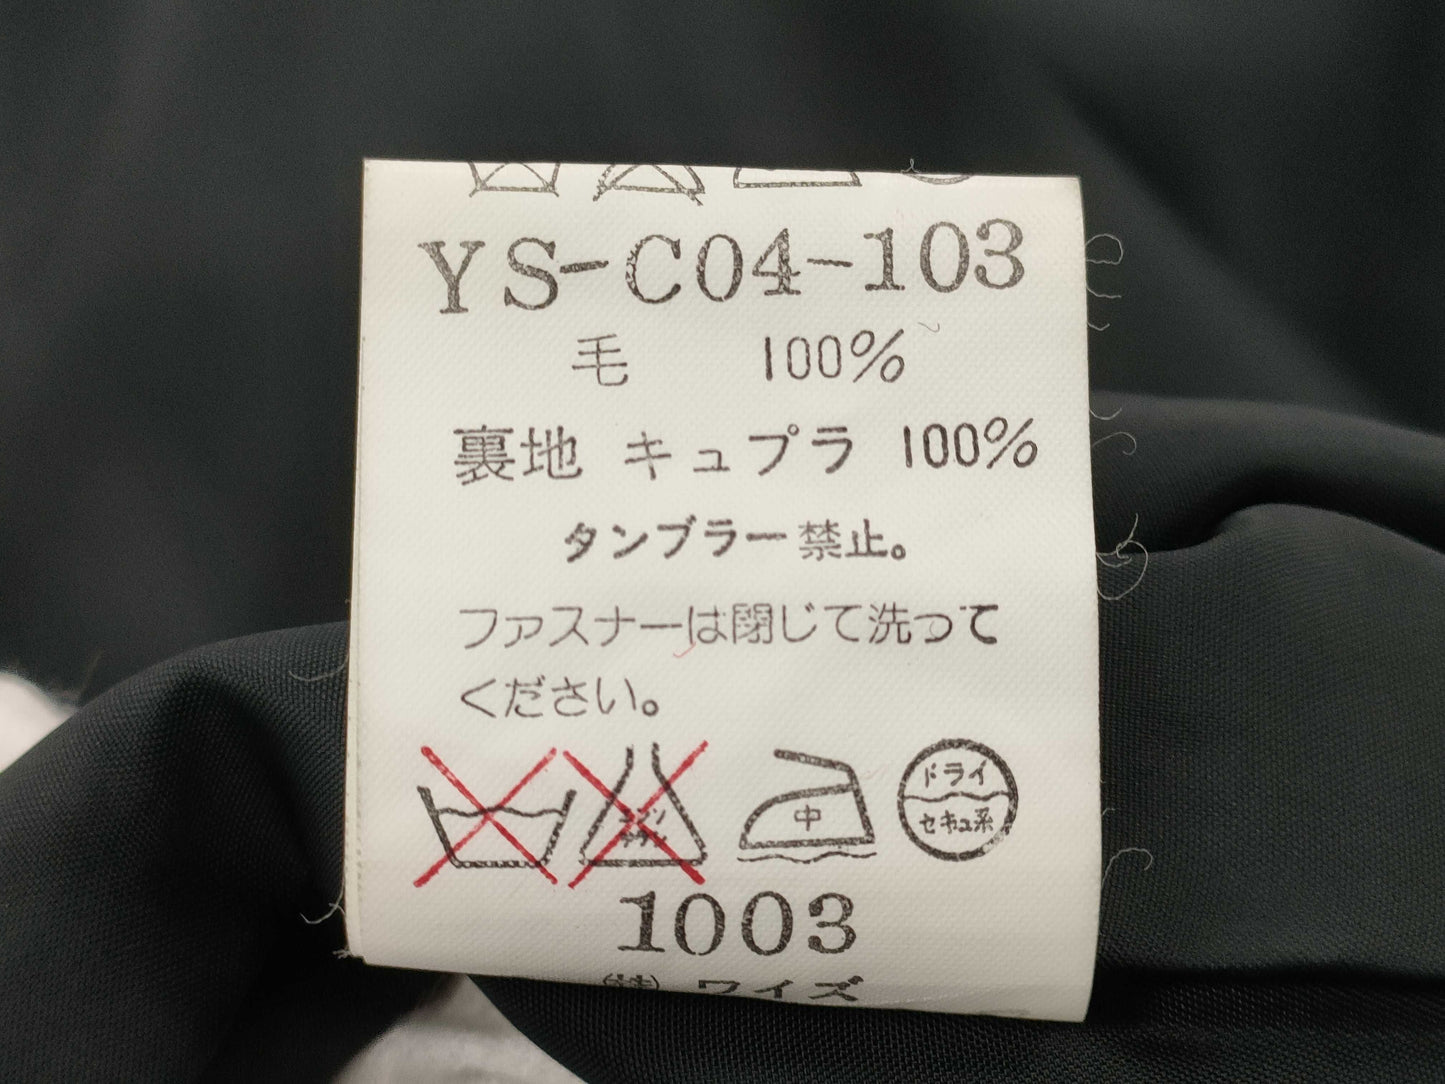 YS-C04-103
毛 100%
裏地 キュプラ 100%
タンブラー禁止。
ファスナーは閉じて洗って
ください。
中
ドライ
セキユ系
1003
㈱ ワイズ